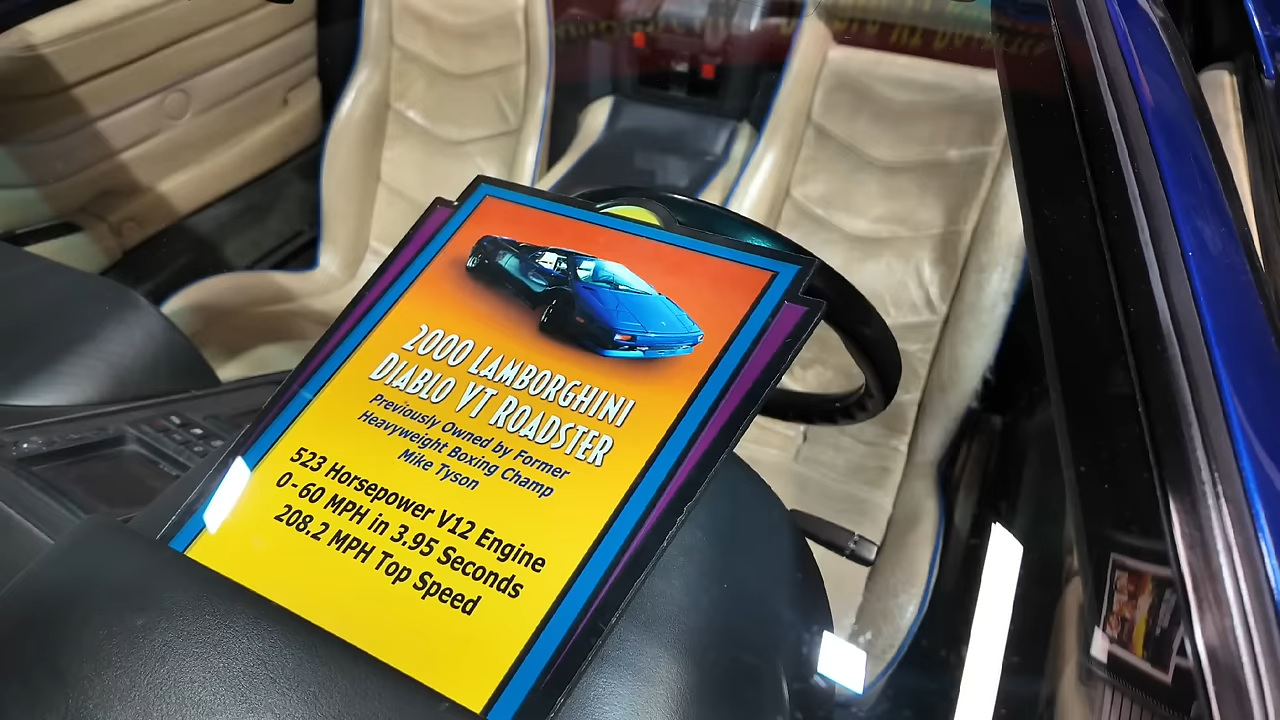 2000 LAMBORGHINI
DIABLO VT ROADSTER
Previously Owned by Former
Heavyweight Boxing Champ
Mike Tyson
523 Horsepower V12 Engine
0-60 MPH in 3.95 Seconds
208.2 MPH Top Speed